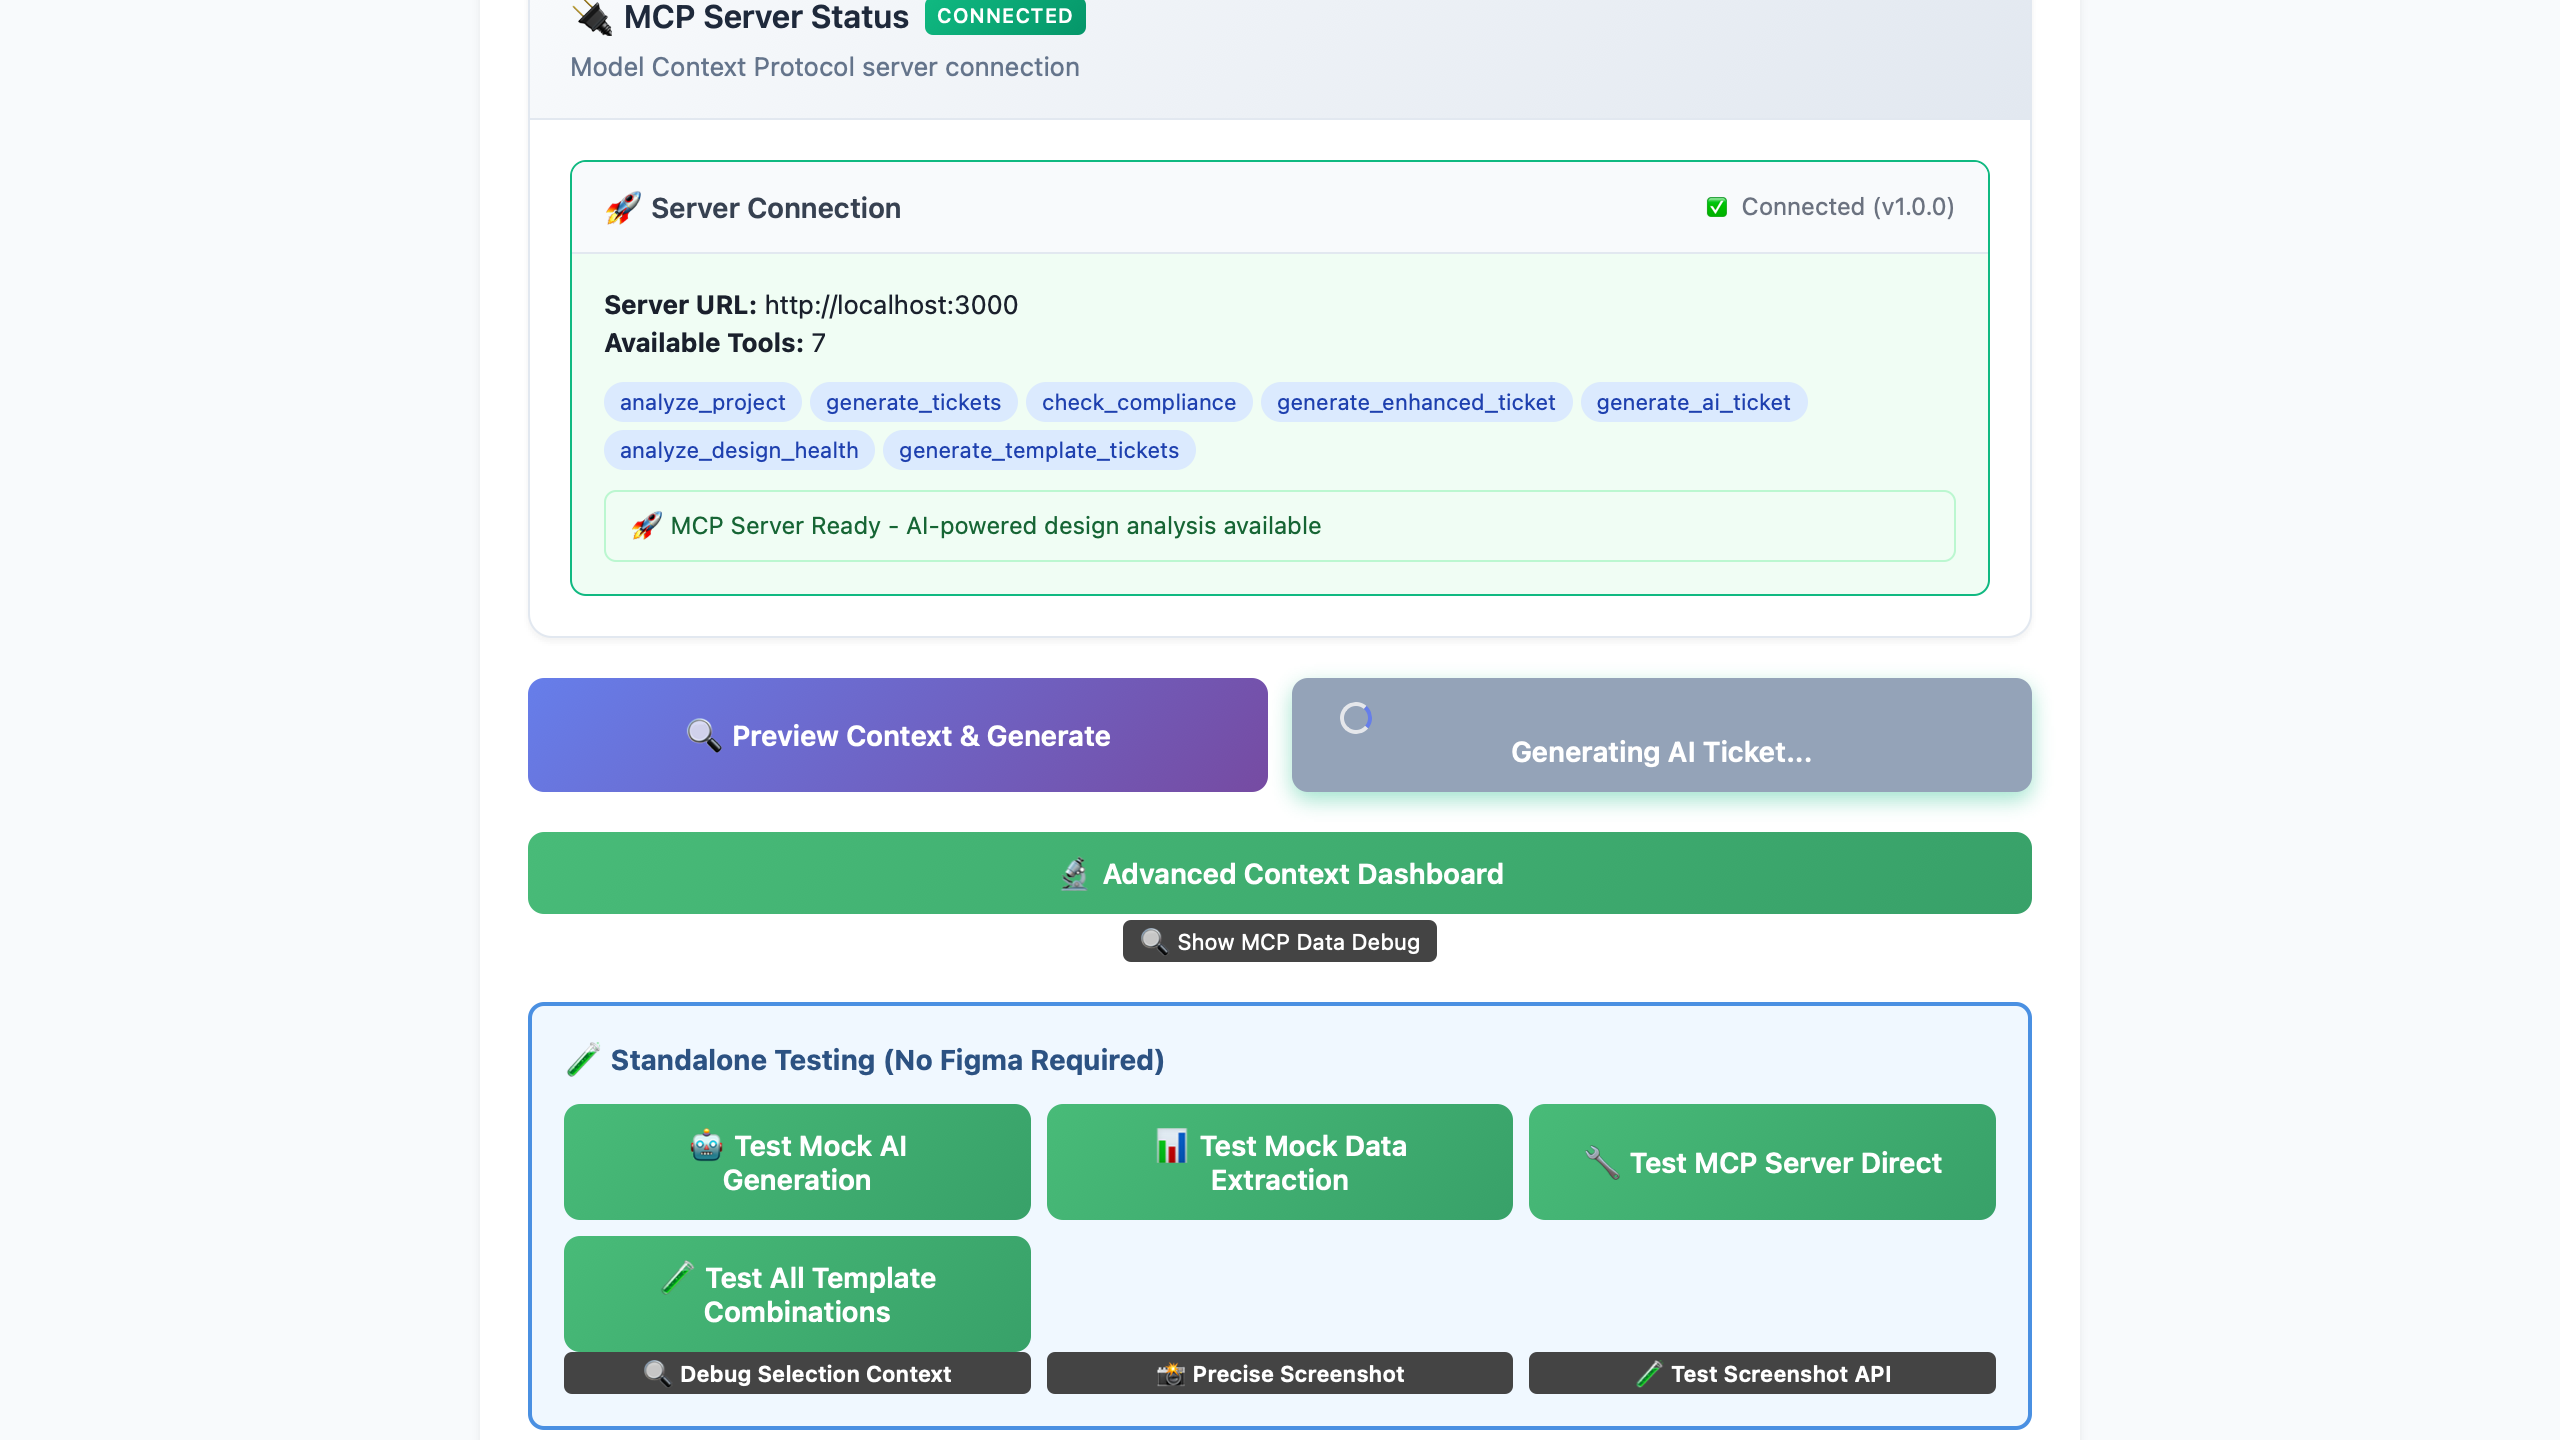 MCP Server Status CONNECTED
Model Context Protocol server connection
Server Connection
Connected (v1.0.0)
Server URL: http://localhost:3000
Available Tools: 7
analyze_project generate_tickets check_compliance generate_enhanced_ticket generate_ai_ticket
analyze_design_health generate_template_tickets
MCP Server Ready - AI-powered design analysis available
Preview Context & Generate
Generating AI Ticket...
Advanced Context Dashboard
Show MCP Data Debug
Standalone Testing (No Figma Required)
Test Mock AI
Generation
Test Mock Data
Extraction
Test MCP Server Direct
Test All Template
Combinations
Debug Selection Context
Precise Screenshot
Test Screenshot API